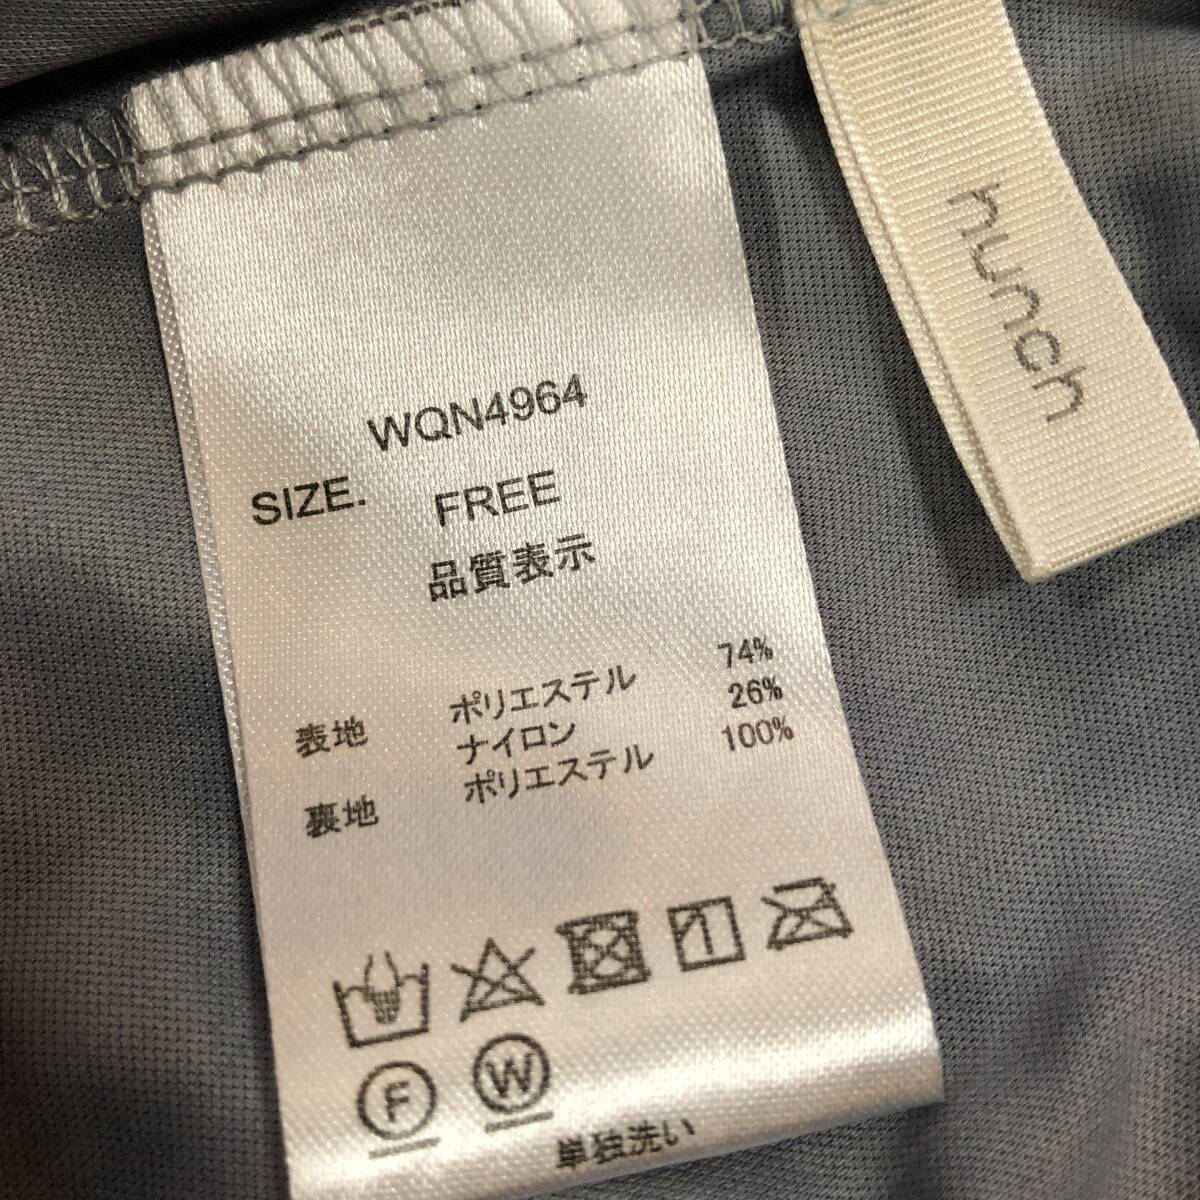 WQN4964
SIZE. FREE
品質表示
表地 ポリエステル 74%
ナイロン 26%
裏地 ポリエステル 100%
F W
単独洗い
nunch